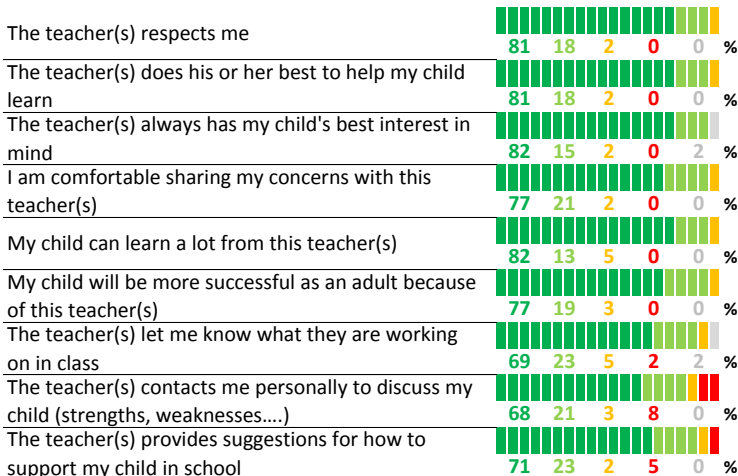 The teacher(s) respects me
81 18 2 0 0 %
The teacher(s) does his or her best to help my child
learn
81 18 2 0 0 %
The teacher(s) always has my child's best interest in
mind
82 15 2 0 2 %
I am comfortable sharing my concerns with this
teacher(s)
77 21 2 0 0 %
My child can learn a lot from this teacher(s)
82 13 5 0 0 %
My child will be more successful as an adult because
of this teacher(s)
77 19 3 0 0 %
The teacher(s) let me know what they are working
on in class
69 23 5 2 2 %
The teacher(s) contacts me personally to discuss my
child (strengths, weaknesses....)
68 21 3 8 0 %
The teacher(s) provides suggestions for how to
support my child in school
71 23 2 5 0 %